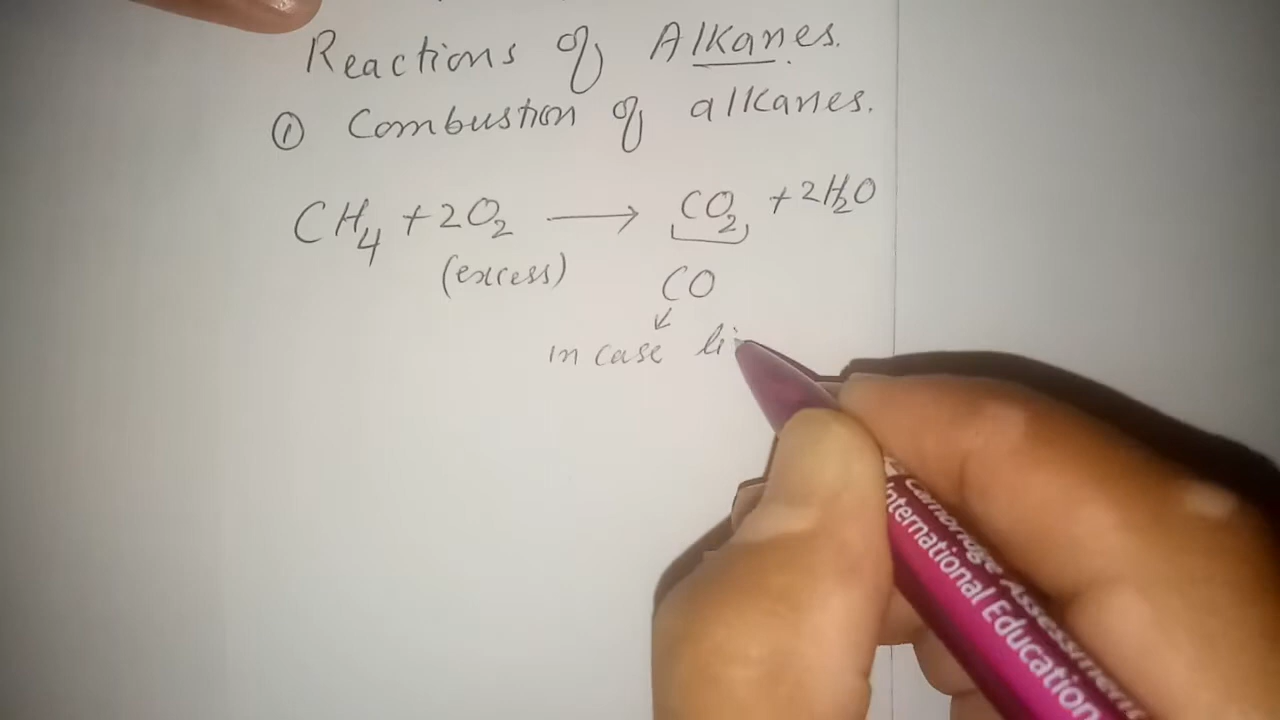 Reactions of Alkanes.
① Combustion of alkanes.
CH₄ + 2O₂ ⟶ CO₂ + 2H₂O
(excess)
CO
↙
in case li
Cambridge Assessment
International Education